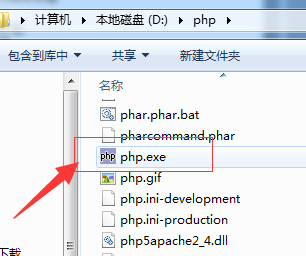 计算机 ▸ 本地磁盘 (D:) ▸ php
包含到库中 共享 新建文件夹
名称
phar.phar.bat
pharcommand.phar
php
php.exe
php.gif
php.ini-development
php.ini-production
php5apache2_4.dll
下载